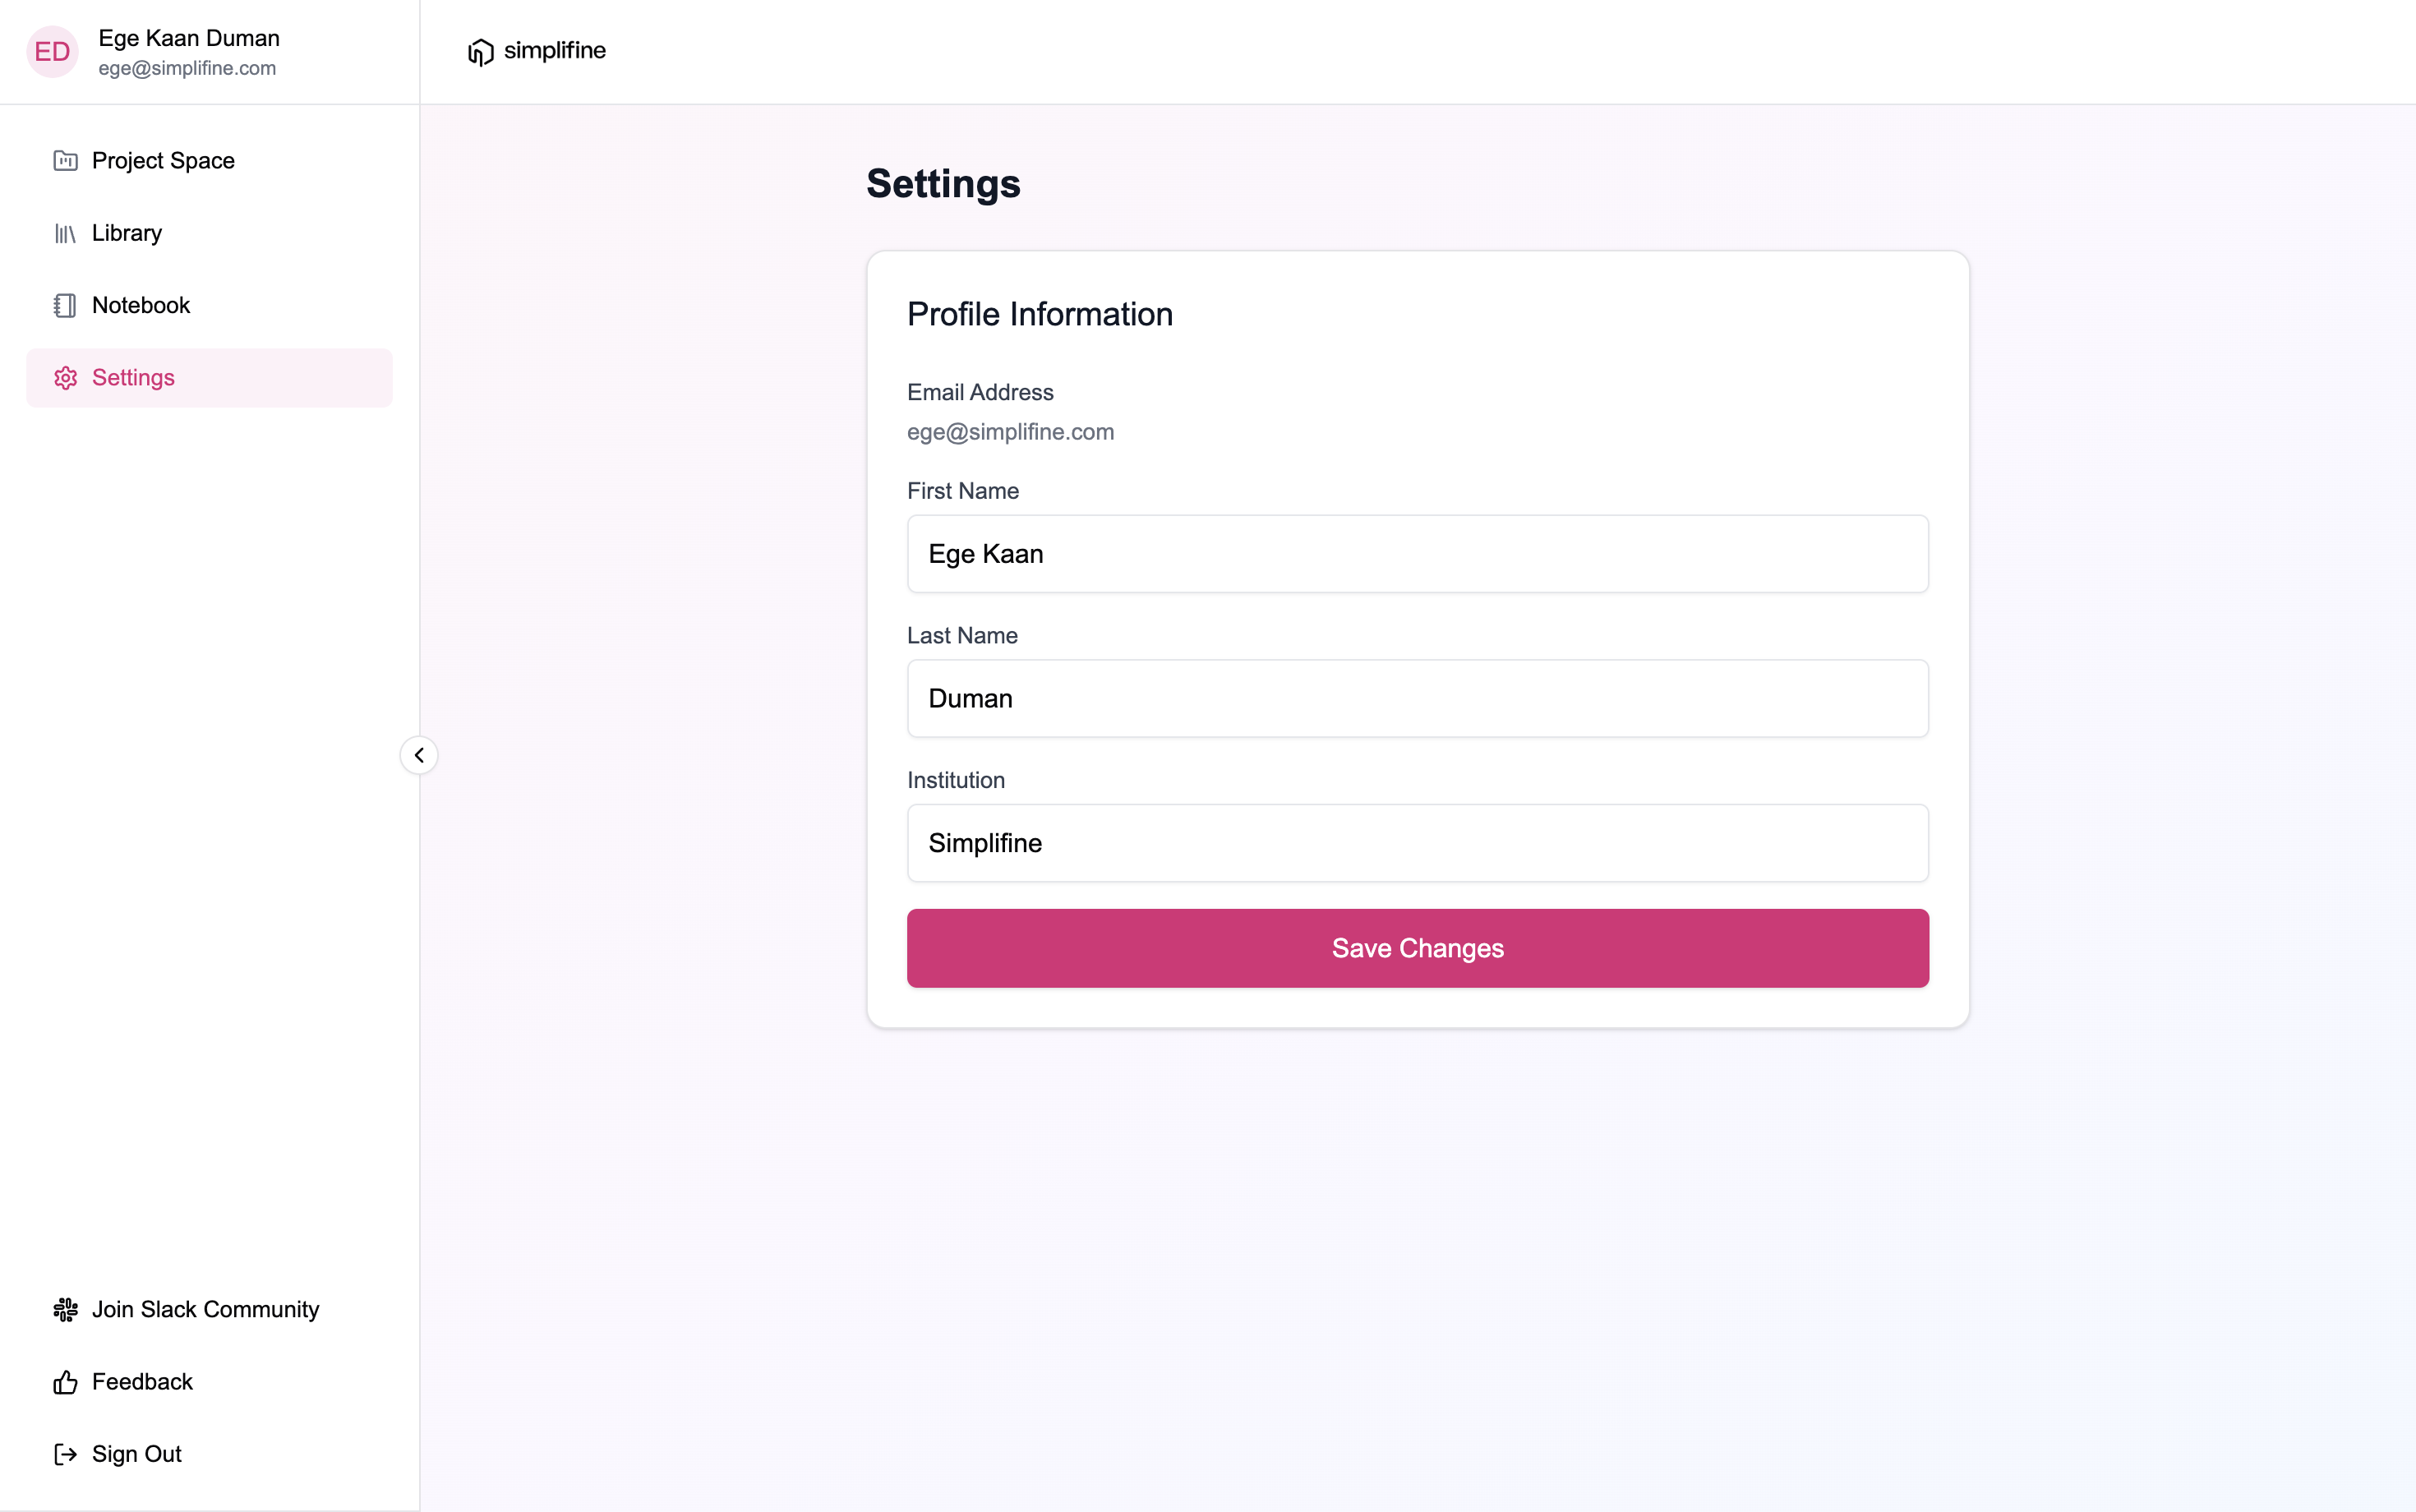 ED
Ege Kaan Duman
ege@simplifine.com
simplifine
Project Space
Library
Notebook
Settings
Settings
Profile Information
Email Address
ege@simplifine.com
First Name
Ege Kaan
Last Name
Duman
Institution
Simplifine
Save Changes
Join Slack Community
Feedback
Sign Out